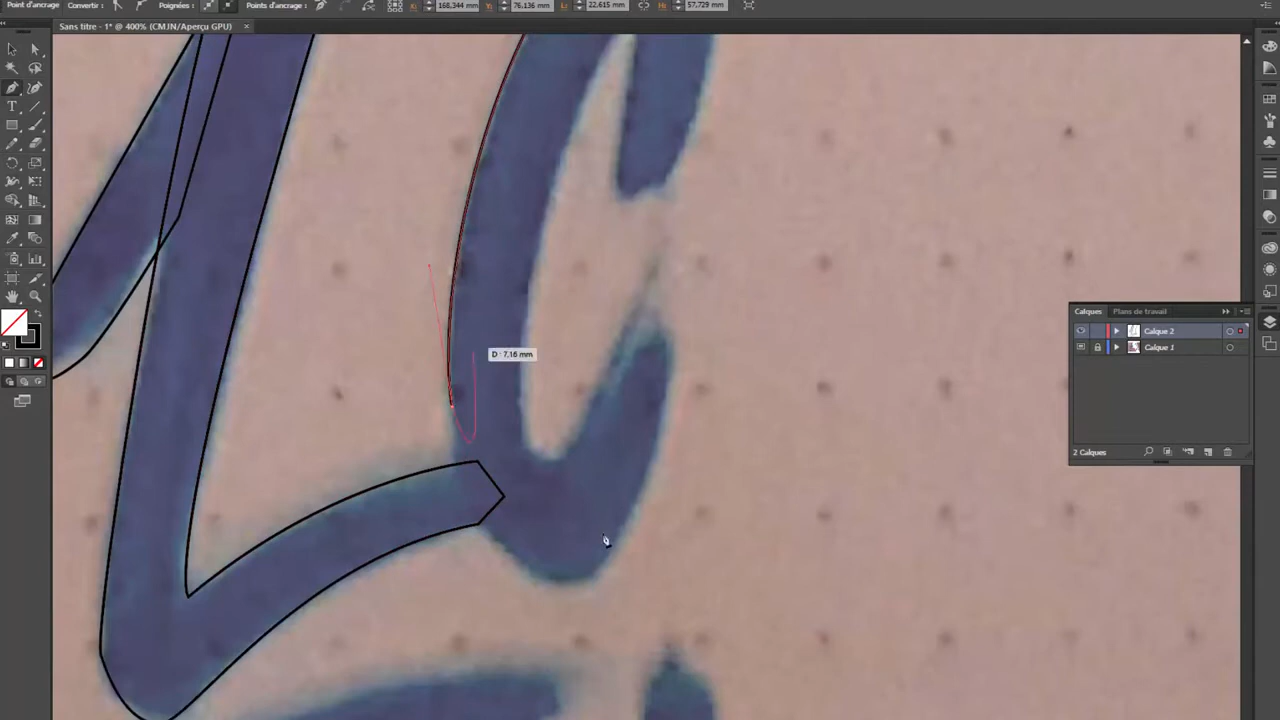 Point d'ancrage Convertir : Poignées : Points d'ancrage : X: 168,344 mm Y: 76,136 mm L: 22,615 mm H: 57,729 mm
Sans titre - 1* @ 400% (CMJN/Aperçu GPU) ×
D : 7,16 mm
Calques Plans de travail
Calque 2
Calque 1
2 Calques